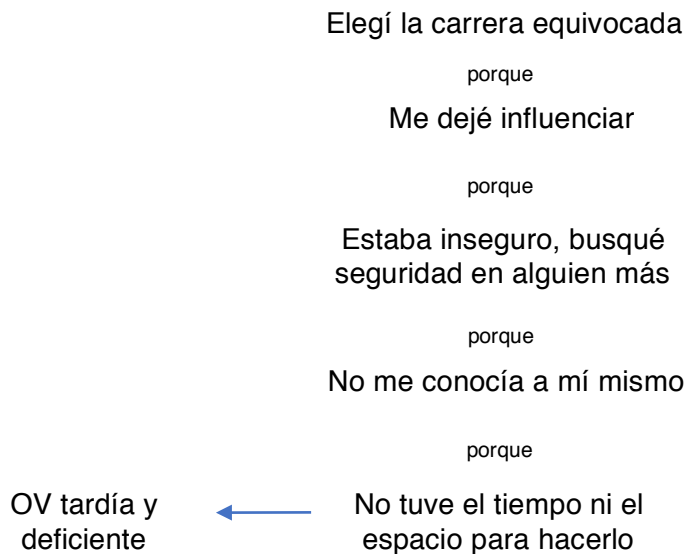 Elegí la carrera equivocada
porque
Me dejé influenciar
porque
Estaba inseguro, busqué
seguridad en alguien más
porque
No me conocía a mí mismo
porque
OV tardía y
deficiente
No tuve el tiempo ni el
espacio para hacerlo